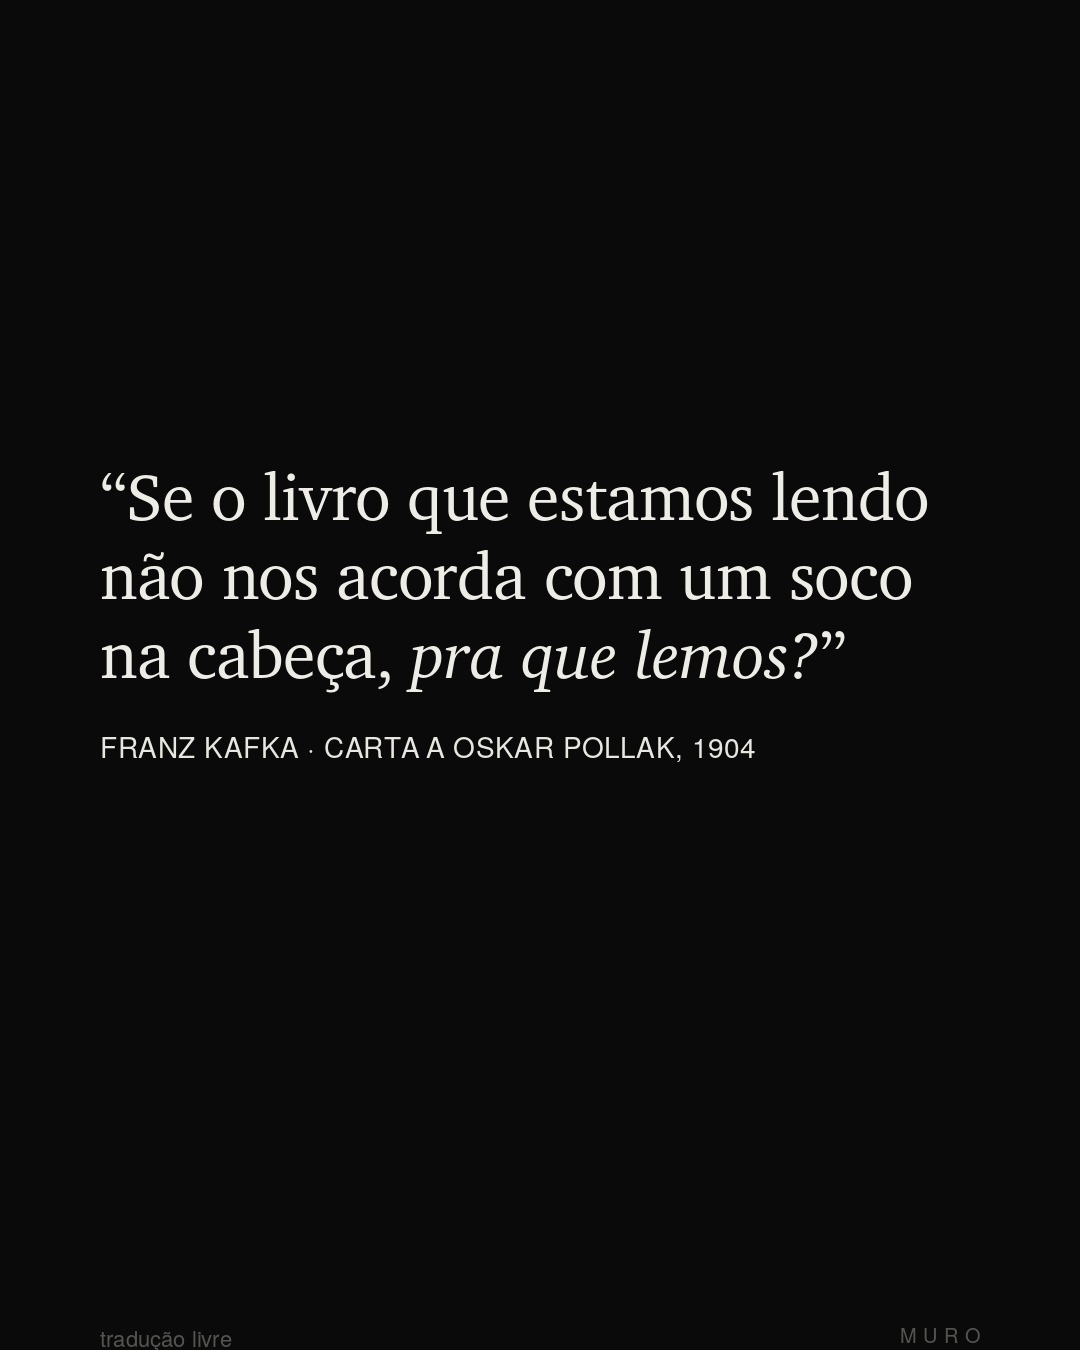 “Se o livro que estamos lendo
não nos acorda com um soco
na cabeça, pra que lemos?”
FRANZ KAFKA · CARTA A OSKAR POLLAK, 1904
tradução livre
MURO